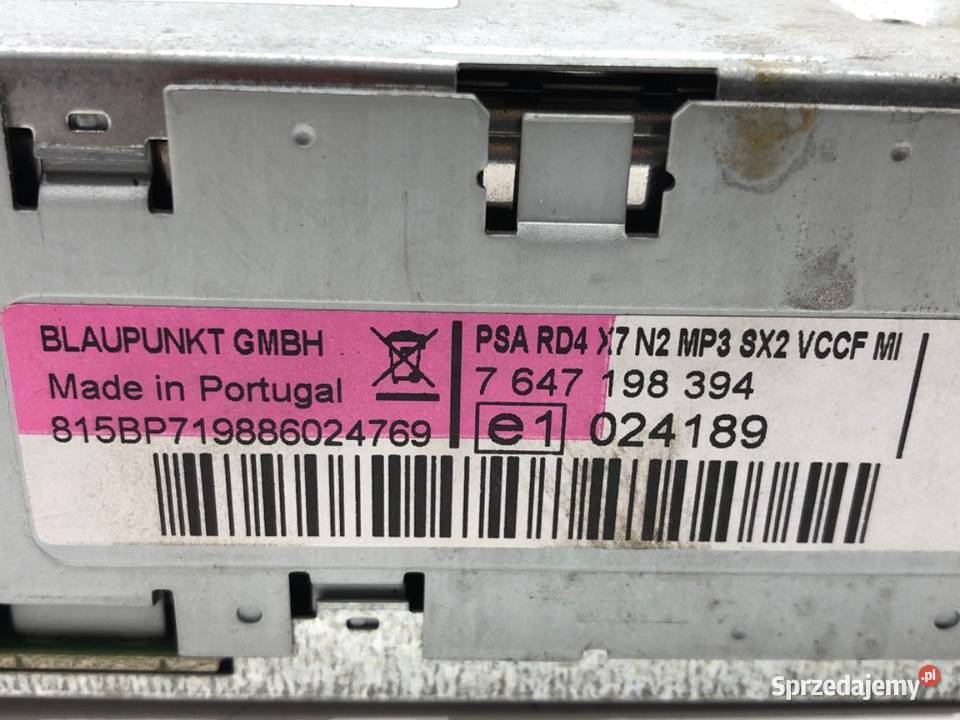 BLAUPUNKT GMBH
Made in Portugal
815BP719886024769
PSA RD4 X7 N2 MP3 SX2 VCCF MI
7 647 198 394
e1 024189
Sprzedajemy.pl